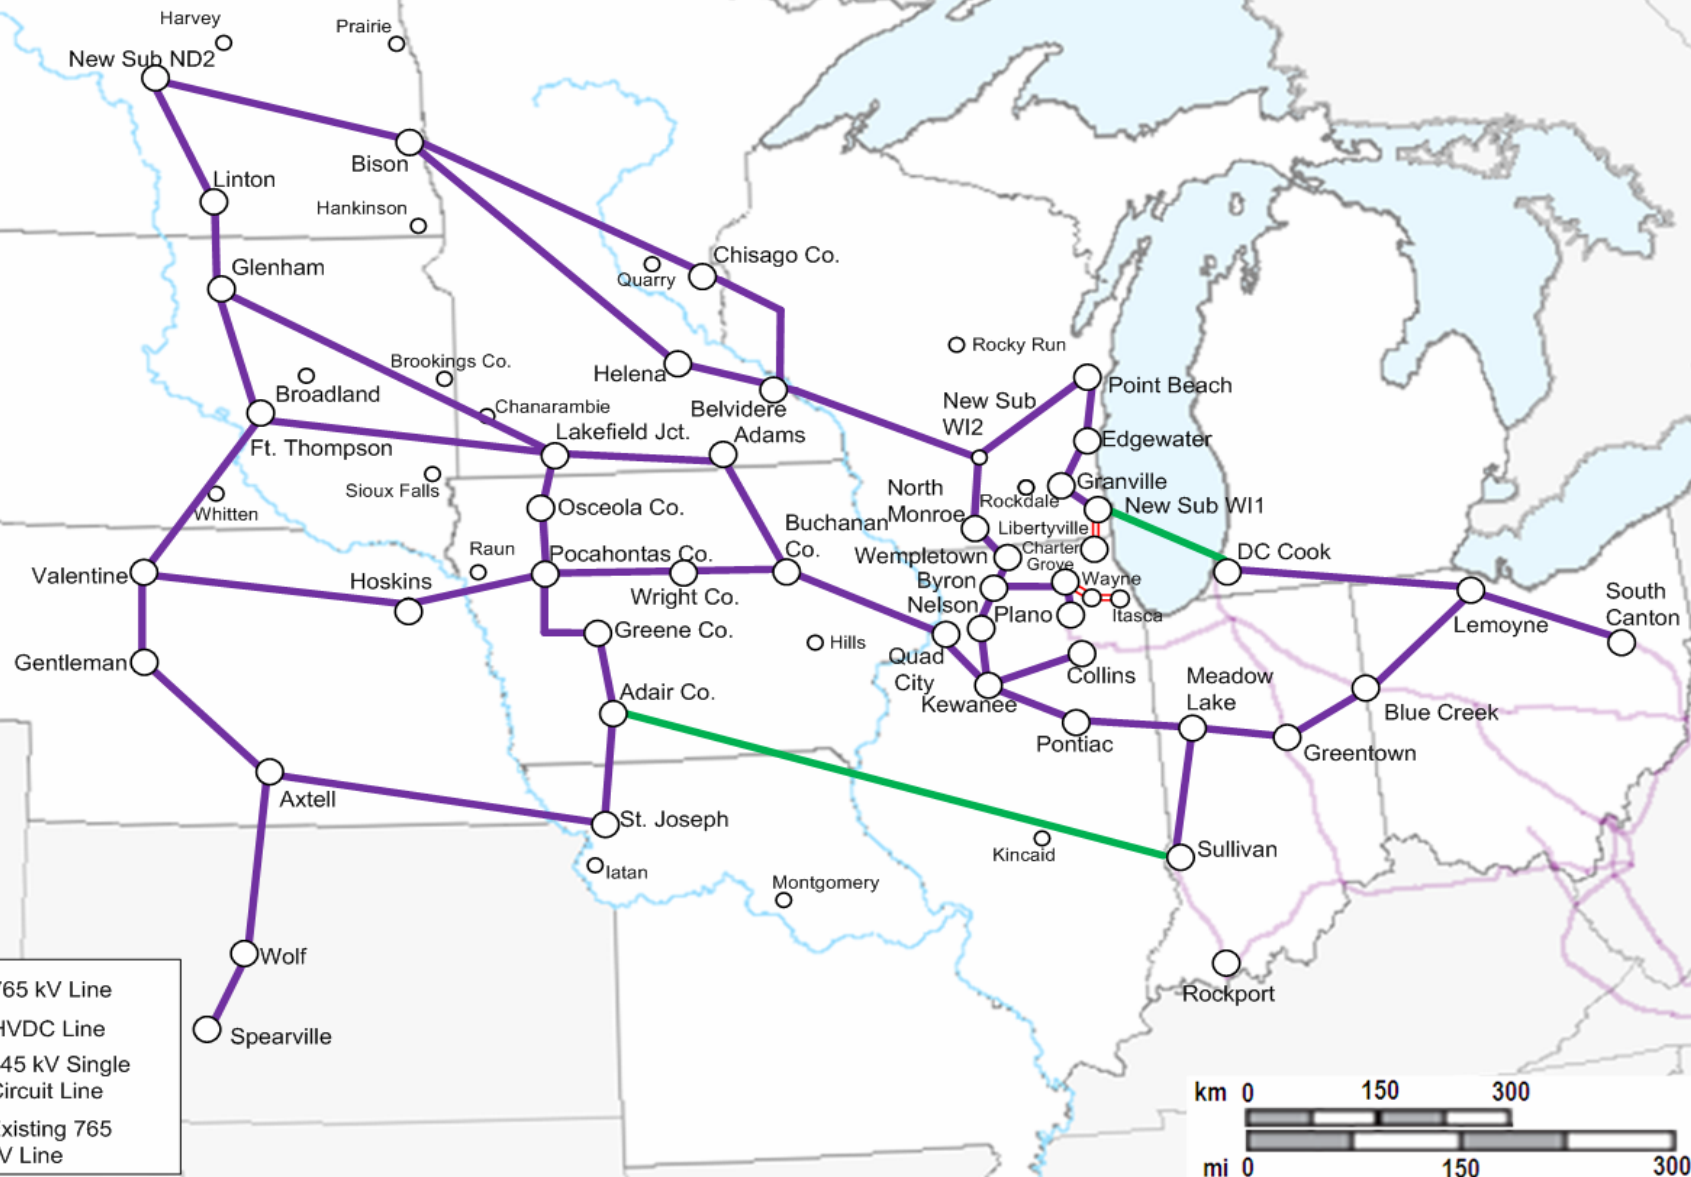 Harvey
Prairie
New Sub ND2
Bison
Linton
Hankinson
Glenham
Quarry
Chisago Co.
Rocky Run
Brookings Co.
Helena
Point Beach
Broadland
Chanarambie
Belvidere
New Sub
WI2
Ft. Thompson
Lakefield Jct.
Adams
Edgewater
Sioux Falls
Whitten
Granville
North
Monroe
Rockdale
New Sub WI1
Osceola Co.
Buchanan
Co.
Libertyville
Raun
Pocahontas Co.
Wempletown
Charter
Grove
DC Cook
Valentine
Hoskins
Wright Co.
Byron
Wayne
Nelson
Plano
Itasca
Lemoyne
South
Canton
Greene Co.
Hills
Quad
City
Gentleman
Collins
Adair Co.
Kewanee
Meadow
Lake
Blue Creek
Pontiac
Greentown
Axtell
St. Joseph
Kincaid
Sullivan
Iatan
Montgomery
Wolf
Rockport
Spearville
765 kV Line
HVDC Line
45 kV Single
Circuit Line
Existing 765
V Line
km 0 150 300
mi 0 150 300